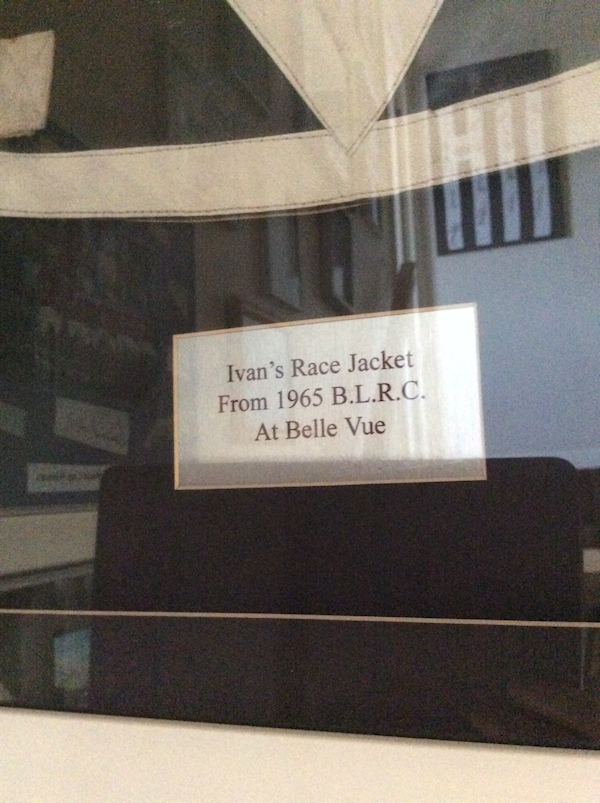 Ivan's Race Jacket
From 1965 B.L.R.C.
At Belle Vue